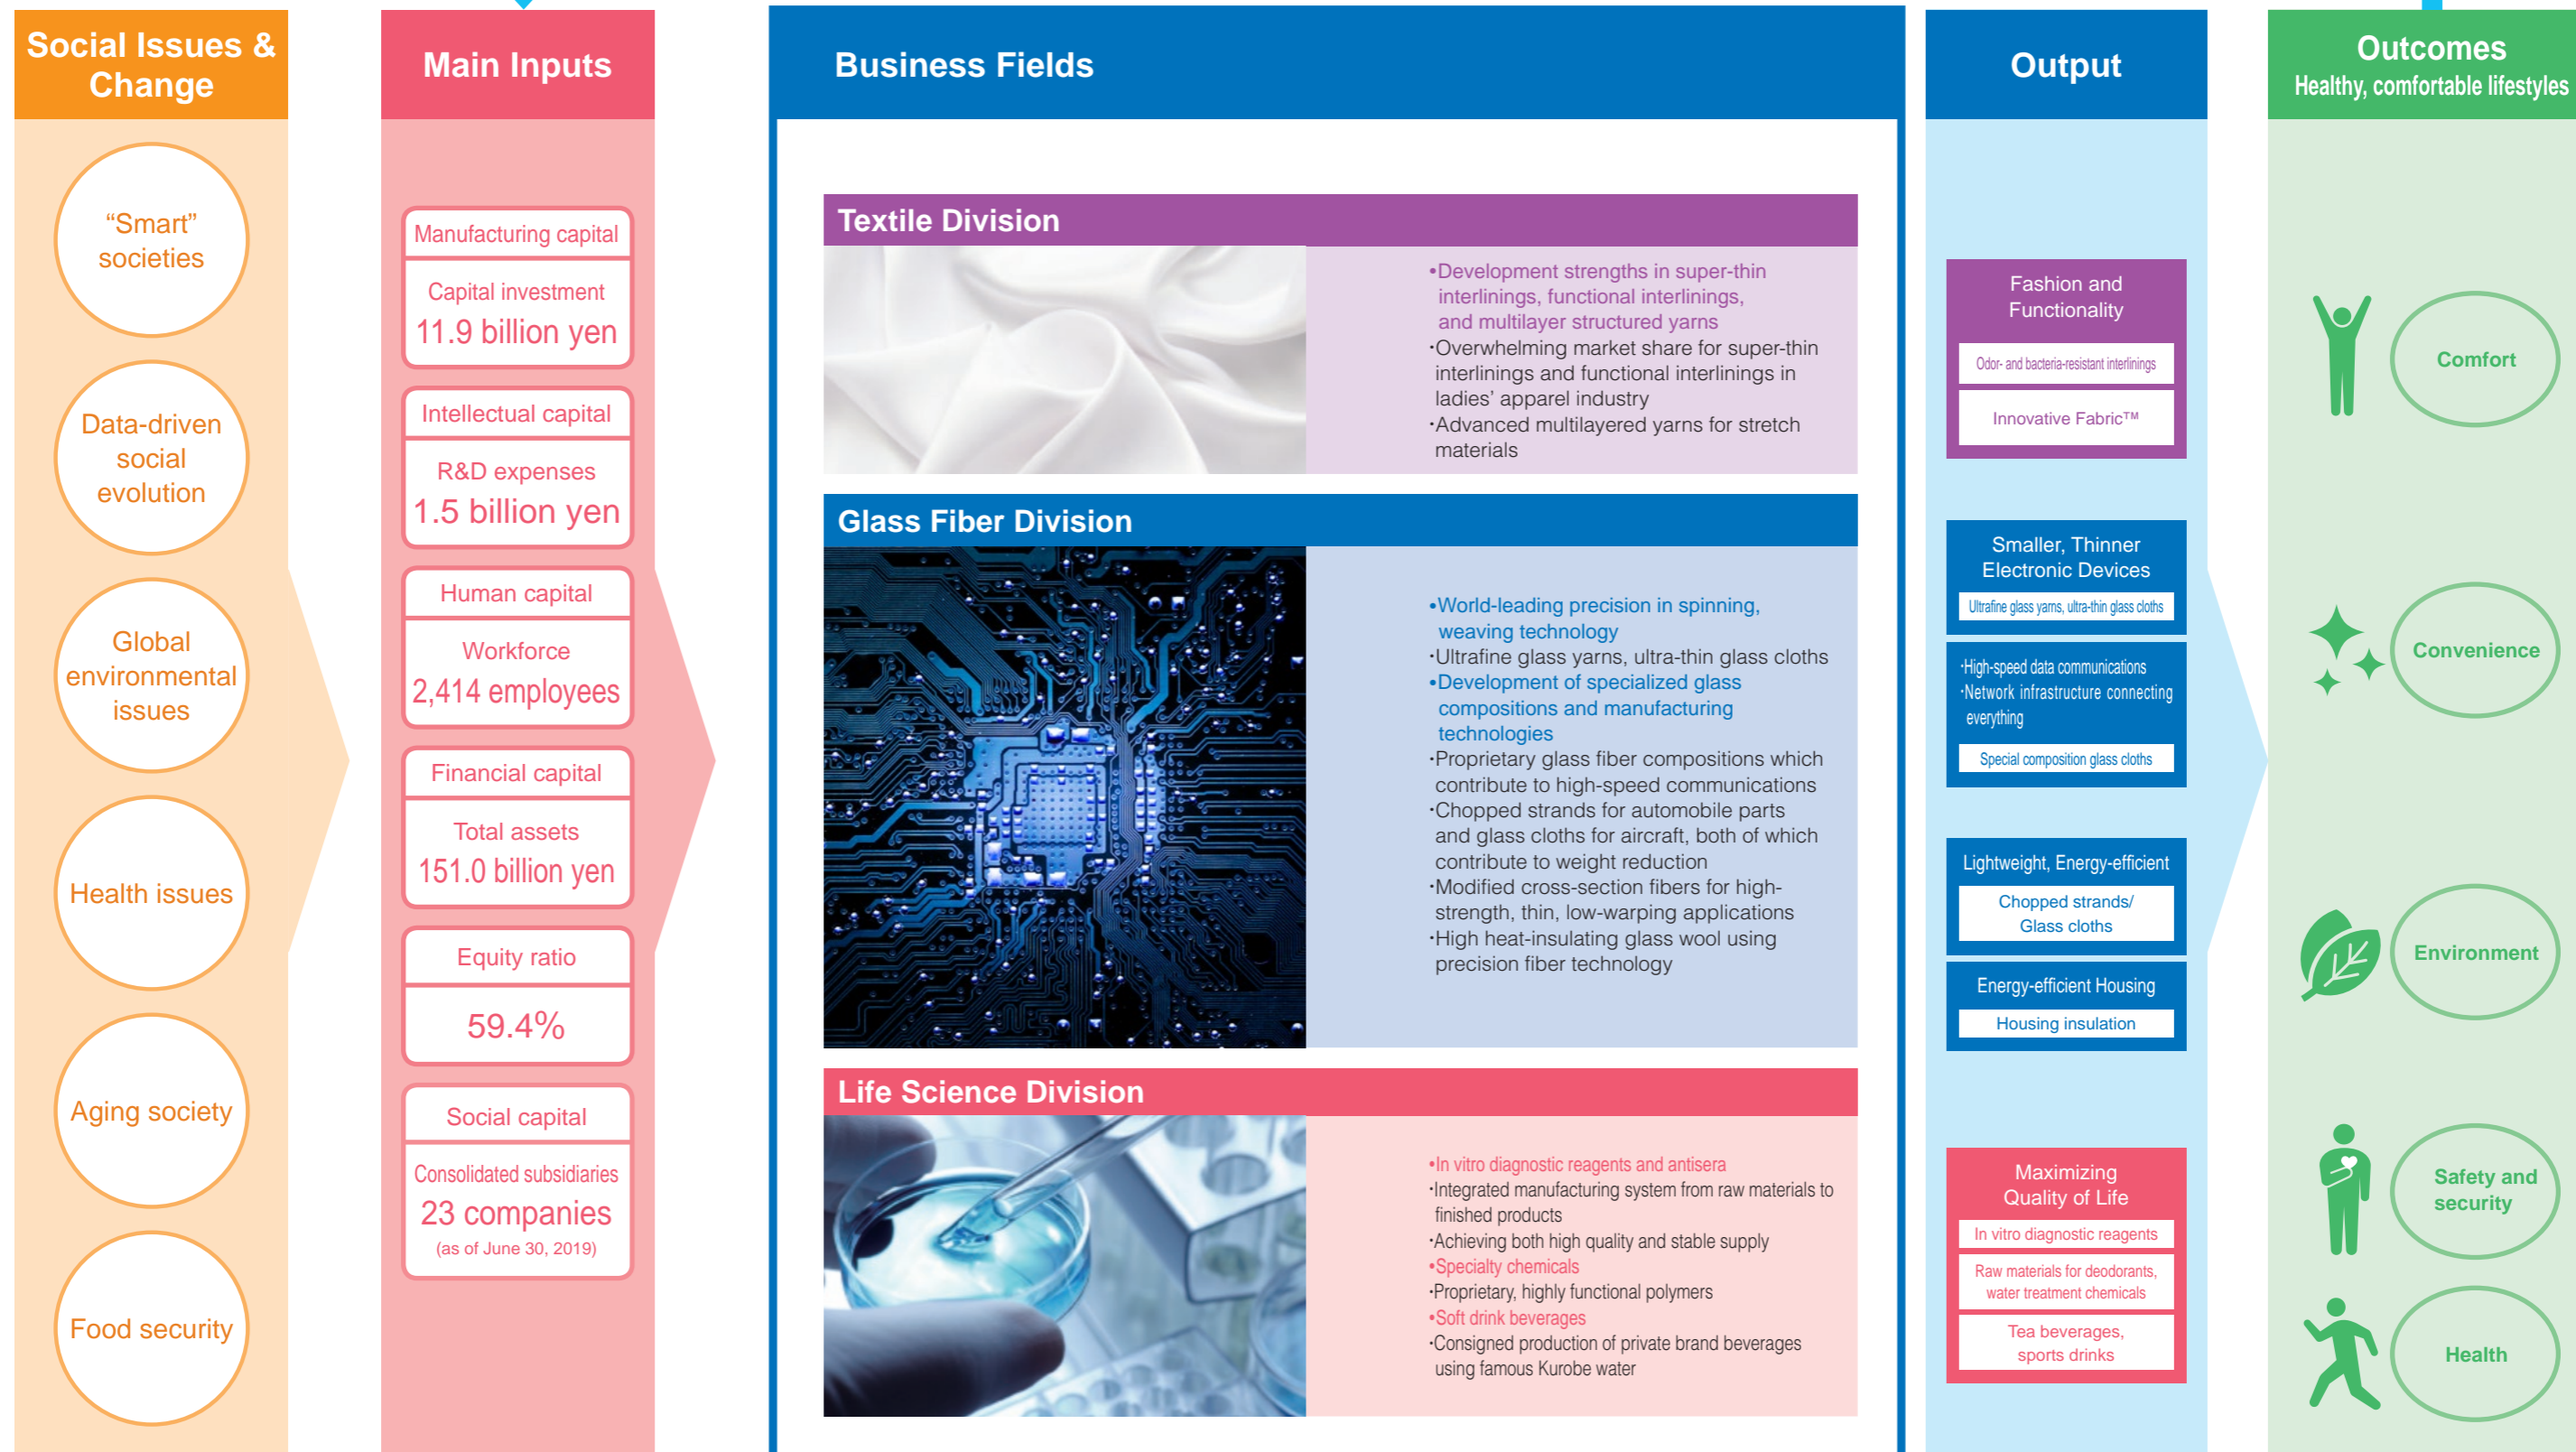 Social Issues &
Change
“Smart”
societies
Data-driven
social
evolution
Global
environmental
issues
Health issues
Aging society
Food security
Main Inputs
Manufacturing capital
Capital investment
11.9 billion yen
Intellectual capital
R&D expenses
1.5 billion yen
Human capital
Workforce
2,414 employees
Financial capital
Total assets
151.0 billion yen
Equity ratio
59.4%
Social capital
Consolidated subsidiaries
23 companies
(as of June 30, 2019)
Business Fields
Textile Division
•Development strengths in super-thin
interlinings, functional interlinings,
and multilayer structured yarns
･Overwhelming market share for super-thin
interlinings and functional interlinings in
ladies’ apparel industry
･Advanced multilayered yarns for stretch
materials
Glass Fiber Division
•World-leading precision in spinning,
weaving technology
･Ultrafine glass yarns, ultra-thin glass cloths
•Development of specialized glass
compositions and manufacturing
technologies
･Proprietary glass fiber compositions which
contribute to high-speed communications
･Chopped strands for automobile parts
and glass cloths for aircraft, both of which
contribute to weight reduction
･Modified cross-section fibers for high-
strength, thin, low-warping applications
･High heat-insulating glass wool using
precision fiber technology
Life Science Division
•In vitro diagnostic reagents and antisera
･Integrated manufacturing system from raw materials to
finished products
･Achieving both high quality and stable supply
•Specialty chemicals
･Proprietary, highly functional polymers
•Soft drink beverages
･Consigned production of private brand beverages
using famous Kurobe water
Output
Fashion and
Functionality
Odor- and bacteria-resistant interlinings
Innovative Fabric™
Smaller, Thinner
Electronic Devices
Ultrafine glass yarns, ultra-thin glass cloths
･High-speed data communications
･Network infrastructure connecting
everything
Special composition glass cloths
Lightweight, Energy-efficient
Chopped strands/
Glass cloths
Energy-efficient Housing
Housing insulation
Maximizing
Quality of Life
In vitro diagnostic reagents
Raw materials for deodorants,
water treatment chemicals
Tea beverages,
sports drinks
Outcomes
Healthy, comfortable lifestyles
Comfort
Convenience
Environment
Safety and
security
Health